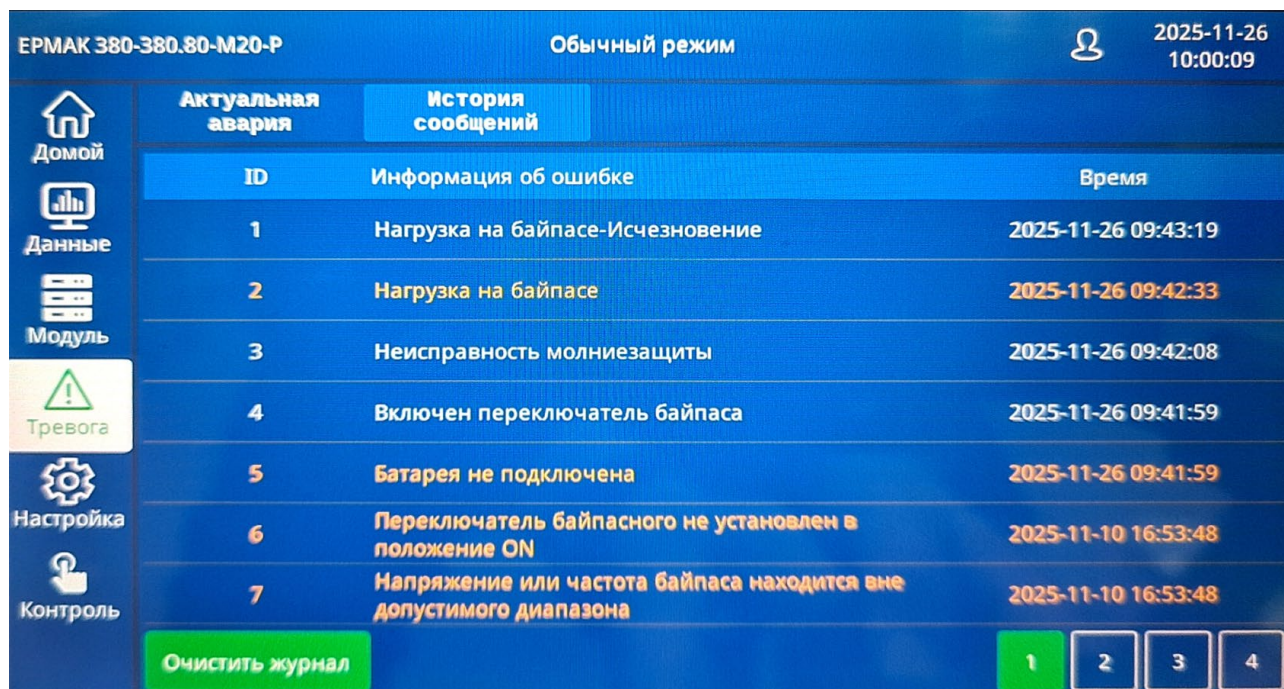 ЕРМАК 380-380.80-M20-P
Обычный режим
2025-11-26
10:00:09
Домой
Данные
Модуль
Тревога
Настройка
Контроль
Актуальная
авария
История
сообщений
ID Информация об ошибке Время
1 Нагрузка на байпасе-Исчезновение 2025-11-26 09:43:19
2 Нагрузка на байпасе 2025-11-26 09:42:33
3 Неисправность молниезащиты 2025-11-26 09:42:08
4 Включен переключатель байпаса 2025-11-26 09:41:59
5 Батарея не подключена 2025-11-26 09:41:59
6 Переключатель байпасного не установлен в
положение ON 2025-11-10 16:53:48
7 Напряжение или частота байпаса находится вне
допустимого диапазона 2025-11-10 16:53:48
Очистить журнал
1 2 3 4